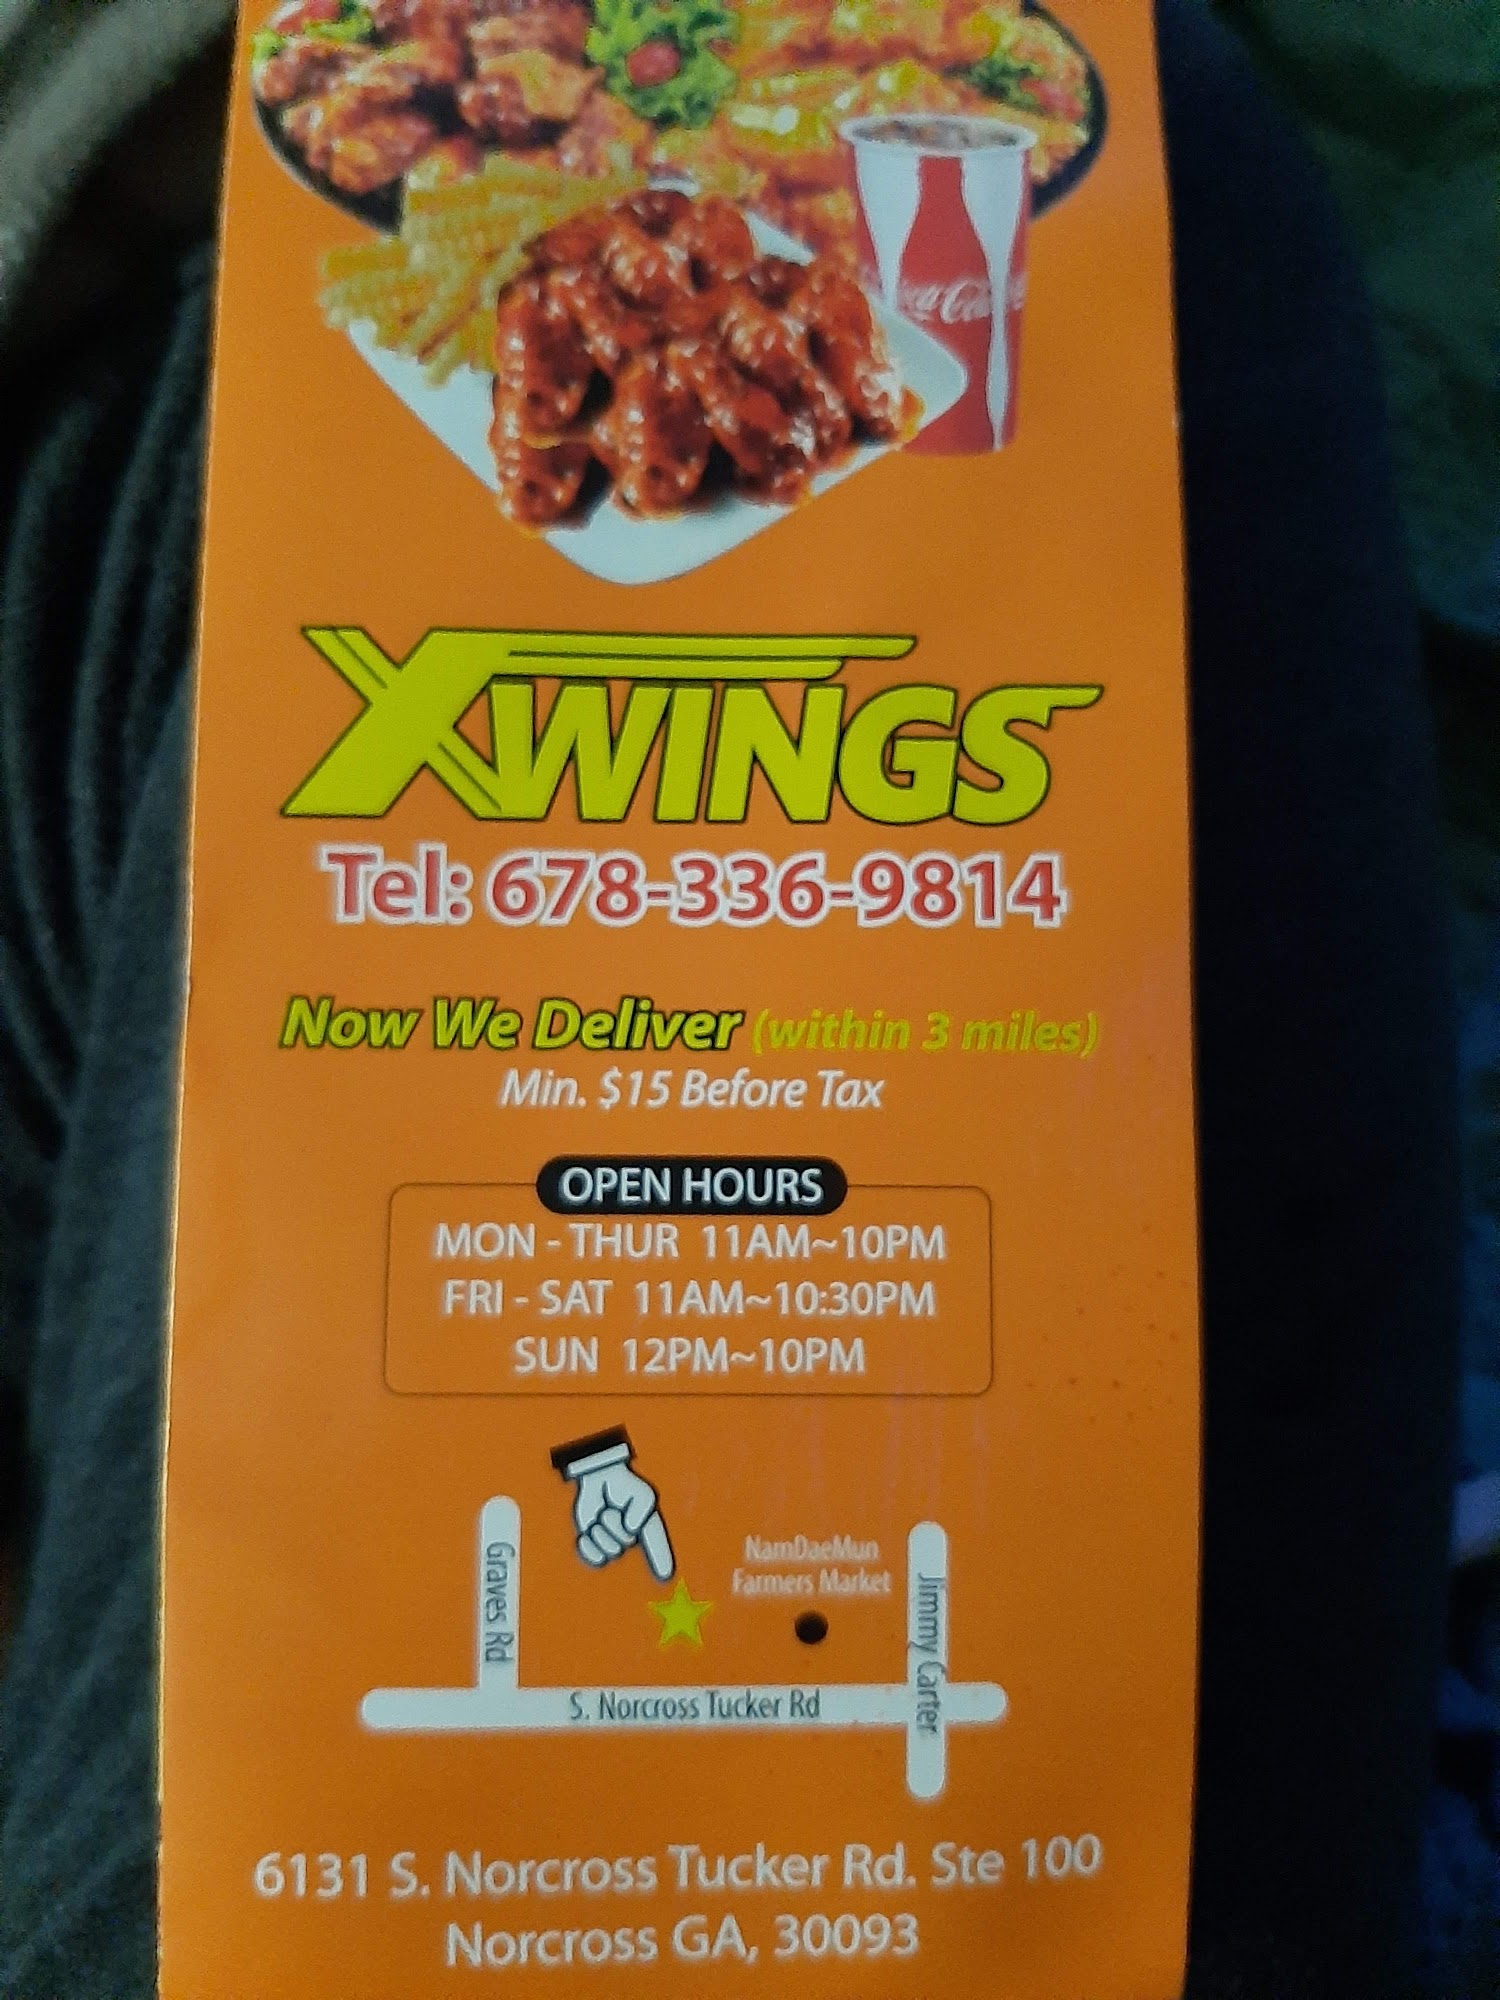 Coca-Cola
XWINGS
Tel: 678-336-9814
Now We Deliver (within 3 miles)
Min. $15 Before Tax
OPEN HOURS
MON - THUR 11AM~10PM
FRI - SAT 11AM~10:30PM
SUN 12PM~10PM
Graves Rd
NamDaeMun
Farmers Market
Jimmy Carter
S. Norcross Tucker Rd
6131 S. Norcross Tucker Rd. Ste 100
Norcross GA, 30093